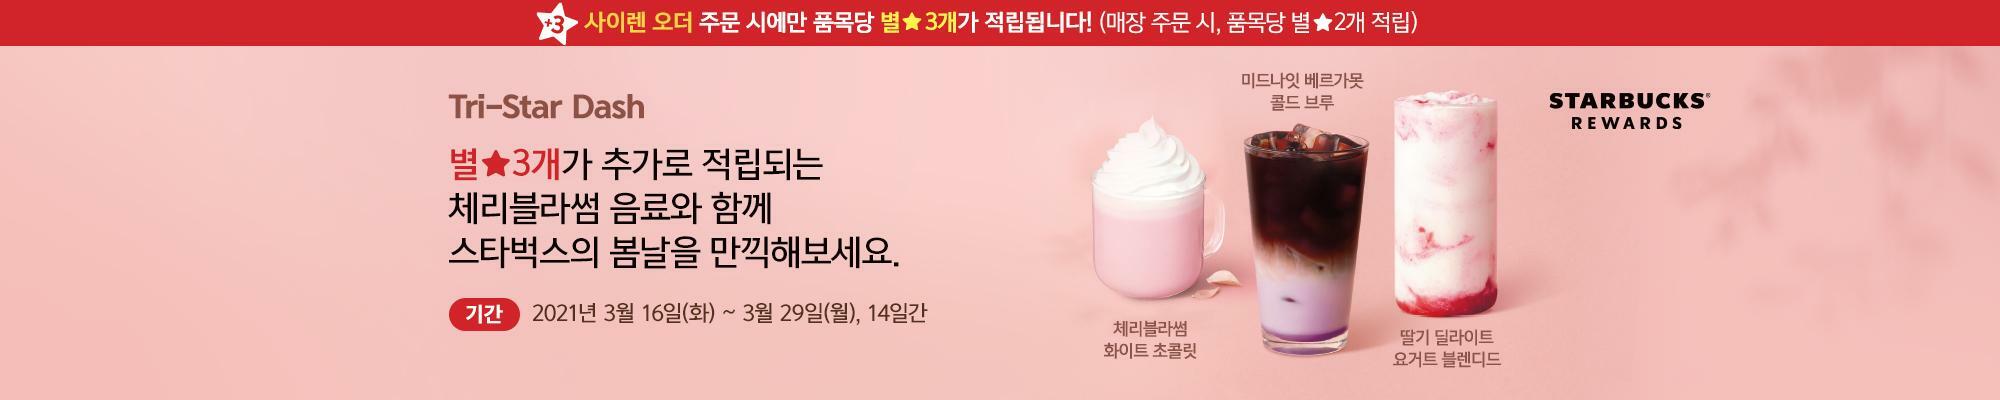 +3 사이렌 오더 주문 시에만 품목당 별★3개가 적립됩니다! (매장 주문 시, 품목당 별★2개 적립)
Tri-Star Dash
별★3개가 추가로 적립되는
체리블라썸 음료와 함께
스타벅스의 봄날을 만끽해보세요.
기간 2021년 3월 16일(화) ~ 3월 29일(월), 14일간
체리블라썸
화이트 초콜릿
미드나잇 베르가못
콜드 브루
딸기 딜라이트
요거트 블렌디드
STARBUCKS®
REWARDS